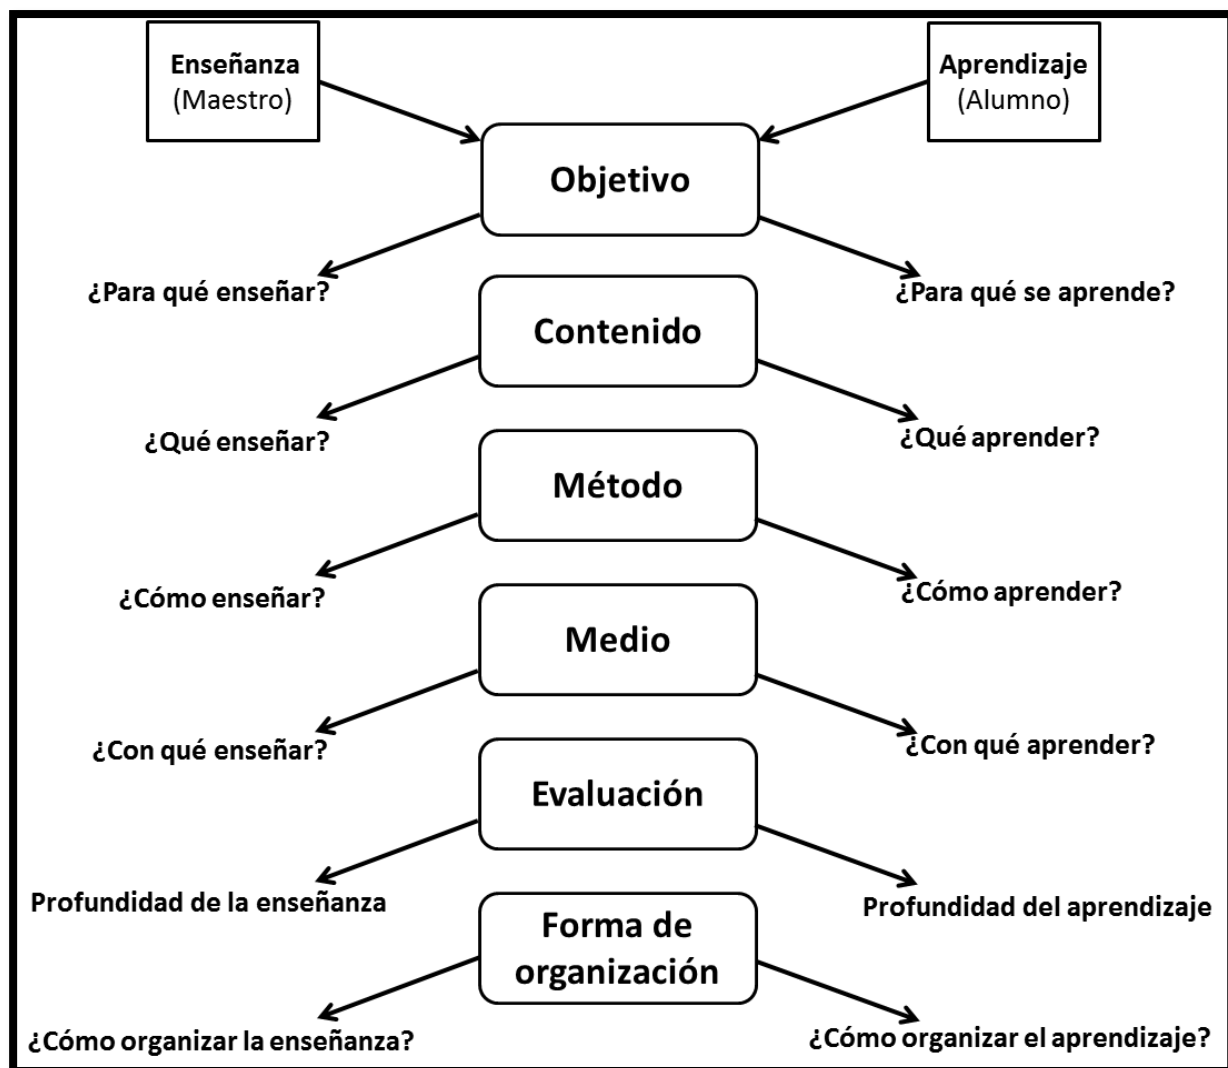 Enseñanza
(Maestro)
Aprendizaje
(Alumno)
Objetivo
¿Para qué enseñar?
¿Para qué se aprende?
Contenido
¿Qué enseñar?
¿Qué aprender?
Método
¿Cómo enseñar?
¿Cómo aprender?
Medio
¿Con qué enseñar?
¿Con qué aprender?
Evaluación
Profundidad de la enseñanza
Profundidad del aprendizaje
Forma de
organización
¿Cómo organizar la enseñanza?
¿Cómo organizar el aprendizaje?